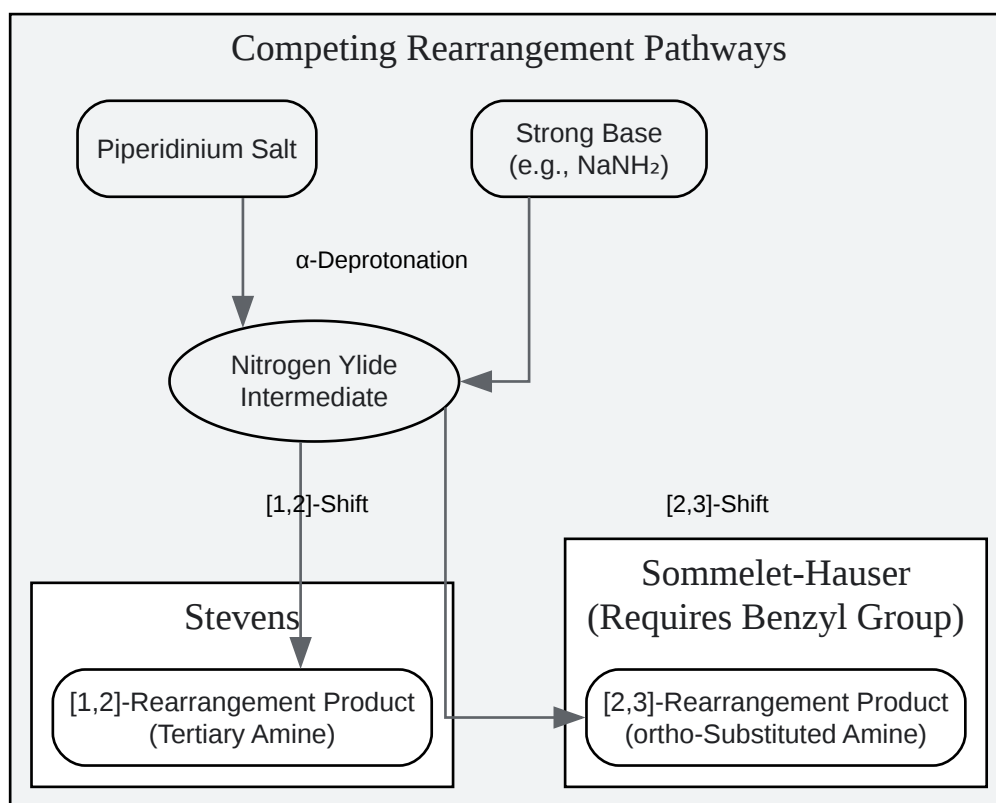 Competing Rearrangement Pathways
Piperidinium Salt
Strong Base
(e.g., NaNH₂)
α-Deprotonation
Nitrogen Ylide
Intermediate
[1,2]-Shift
[2,3]-Shift
Stevens
[1,2]-Rearrangement Product
(Tertiary Amine)
Sommelet-Hauser
(Requires Benzyl Group)
[2,3]-Rearrangement Product
(ortho-Substituted Amine)